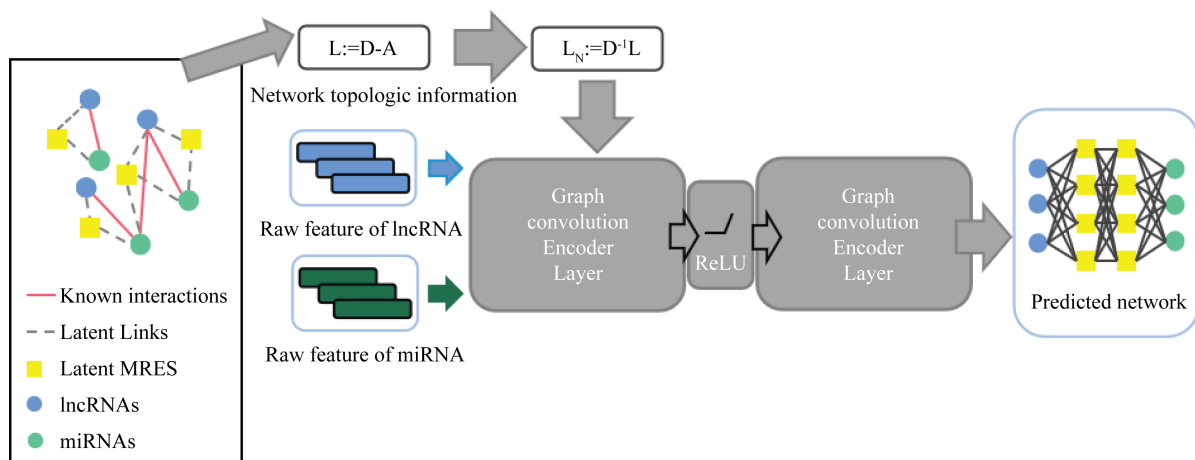 L:=D-A
L_N:=D⁻¹L
Network topologic information
Raw feature of lncRNA
Raw feature of miRNA
Graph
convolution
Encoder
Layer
ReLU
Graph
convolution
Encoder
Layer
Predicted network
Known interactions
Latent Links
Latent MRES
lncRNAs
miRNAs